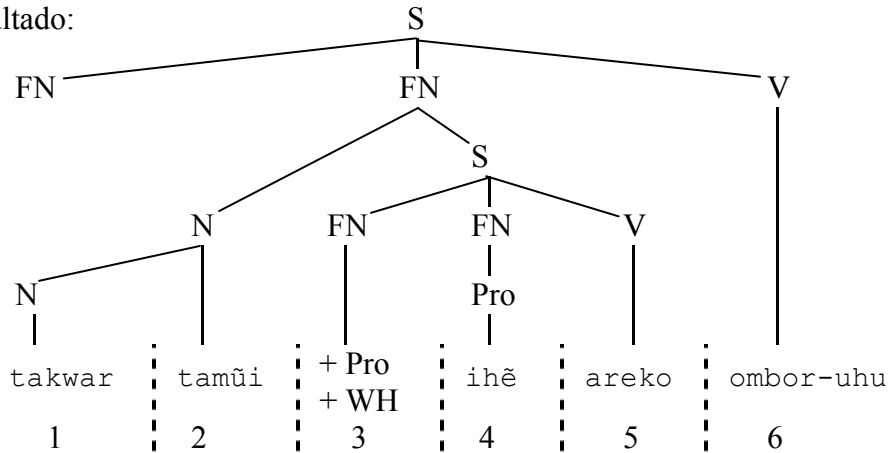 ltado:
S
FN FN V
S
N FN FN V
N Pro
takwar tamũi + Pro + WH ihẽ areko ombor-uhu
1 2 3 4 5 6